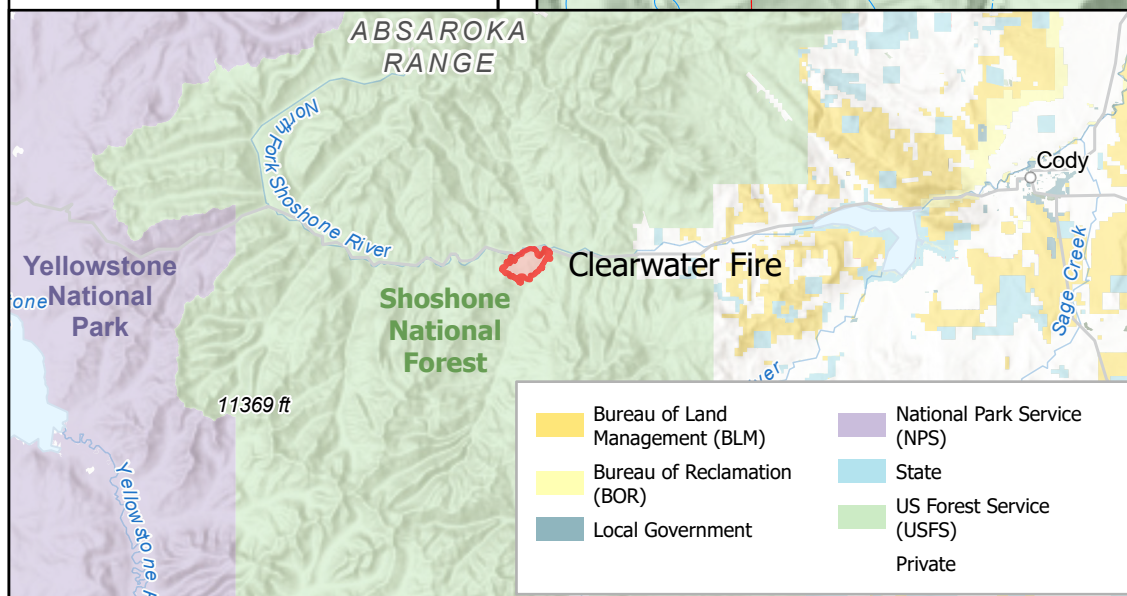 ABSAROKA
RANGE
North Fork Shoshone River
Cody
Clearwater Fire
Yellowstone
National
Park
Shoshone
National
Forest
Sage Creek
11369 ft
Yellowstone
Bureau of Land
Management (BLM)
Bureau of Reclamation
(BOR)
Local Government
National Park Service
(NPS)
State
US Forest Service
(USFS)
Private